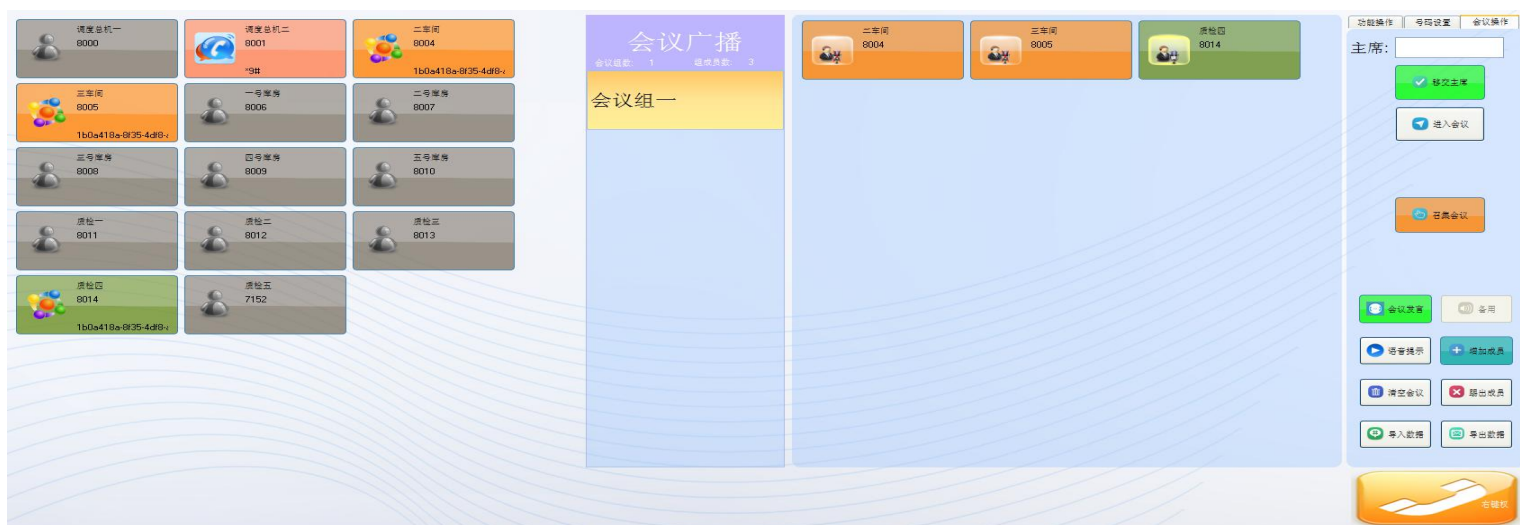 调度总机一
8000
调度总机二
8001
*9#
二车间
8004
1b0a418a-8f35-4df8-
三车间
8005
1b0a418a-8f35-4df8-
一号库房
8006
二号库房
8007
三号库房
8008
四号库房
8009
五号库房
8010
质检一
8011
质检二
8012
质检三
8013
质检四
8014
1b0a418a-8f35-4df8-
质检五
7152
会议广播
会议组数: 1 组成员数: 3
会议组一
二车间
8004
三车间
8005
质检四
8014
功能操作 号码设置 会议操作
主席:
移交主席
进入会议
召集会议
会议发言 备用
语音提示 增加成员
清空会议 踢出成员
导入数据 导出数据
右键权